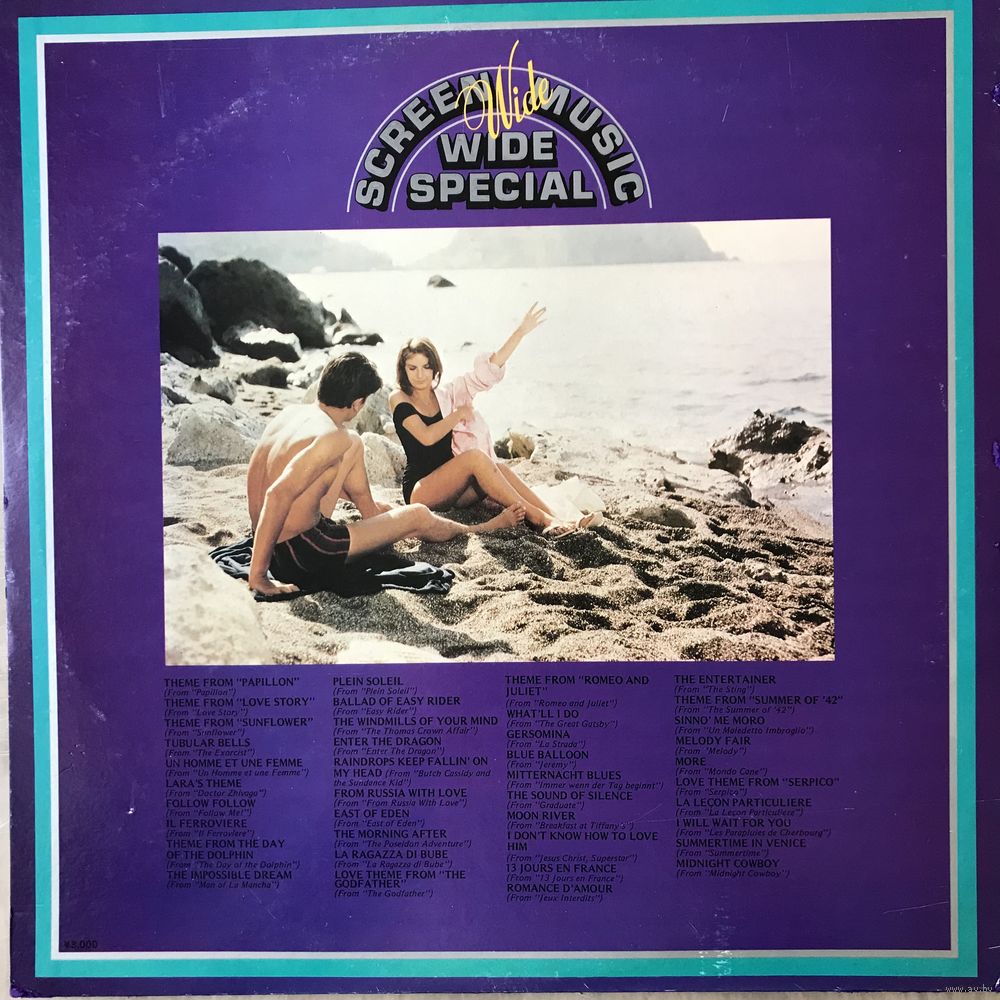 SCREEN Wide MUSIC
WIDE
SPECIAL
THEME FROM "PAPILLON"
(From "Papillon")
THEME FROM "LOVE STORY"
(From "Love Story")
THEME FROM "SUNFLOWER"
(From "Sunflower")
TUBULAR BELLS
(From "The Exorcist")
UN HOMME ET UNE FEMME
(From "Un Homme et une Femme")
LARA'S THEME
(From "Doctor Zhivago")
FOLLOW FOLLOW
(From "Follow Me!")
IL FERROVIERE
(From "Il Ferroviere")
THEME FROM THE DAY
OF THE DOLPHIN
(From "The Day of the Dolphin")
THE IMPOSSIBLE DREAM
(From "Man of La Mancha")
PLEIN SOLEIL
(From "Plein Soleil")
BALLAD OF EASY RIDER
(From "Easy Rider")
THE WINDMILLS OF YOUR MIND
(From "The Thomas Crown Affair")
ENTER THE DRAGON
(From "Enter The Dragon")
RAINDROPS KEEP FALLIN' ON
MY HEAD (From "Butch Cassidy and
the Sundance Kid")
FROM RUSSIA WITH LOVE
(From "From Russia With Love")
EAST OF EDEN
(From "East of Eden")
THE MORNING AFTER
(From "The Poseidon Adventure")
LA RAGAZZA DI BUBE
(From "La Ragazza di Bube")
LOVE THEME FROM "THE
GODFATHER"
(From "The Godfather")
THEME FROM "ROMEO AND
JULIET"
(From "Romeo and Juliet")
WHAT'LL I DO
(From "The Great Gatsby")
GERSOMINA
(From "La Strada")
BLUE BALLOON
(From "Jeremy")
MITTERNACHT BLUES
(From "Immer wenn der Tag beginnt")
THE SOUND OF SILENCE
(From "Graduate")
MOON RIVER
(From "Breakfast at Tiffany's")
I DON'T KNOW HOW TO LOVE
HIM
(From "Jesus Christ, Superstar")
13 JOURS EN FRANCE
(From "13 Jours en France")
ROMANCE D'AMOUR
(From "Jeux Interdits")
THE ENTERTAINER
(From "The Sting")
THEME FROM "SUMMER OF '42"
(From "The Summer of '42")
SINNO' ME MORO
(From "Un Maledetto Imbroglio")
MELODY FAIR
(From "Melody")
MORE
(From "Mondo Cane")
LOVE THEME FROM "SERPICO"
(From "Serpico")
LA LEÇON PARTICULIERE
(From "La Leçon Particuliere")
I WILL WAIT FOR YOU
(From "Les Parapluies de Cherbourg")
SUMMERTIME IN VENICE
(From "Summertime")
MIDNIGHT COWBOY
(From "Midnight Cowboy")
¥3,000
www.ay.by